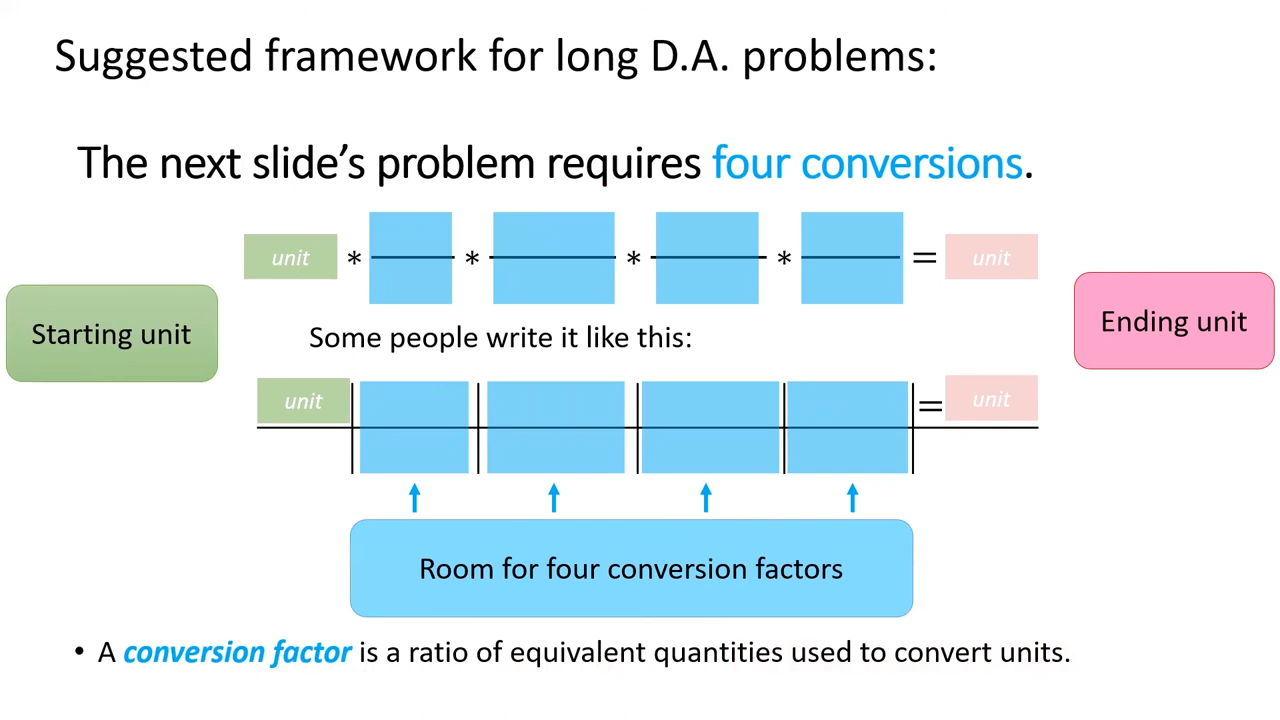 Suggested framework for long D.A. problems:
The next slide's problem requires four conversions.
unit * * * * = unit
Starting unit
Ending unit
Some people write it like this:
unit = unit
Room for four conversion factors
• A conversion factor is a ratio of equivalent quantities used to convert units.